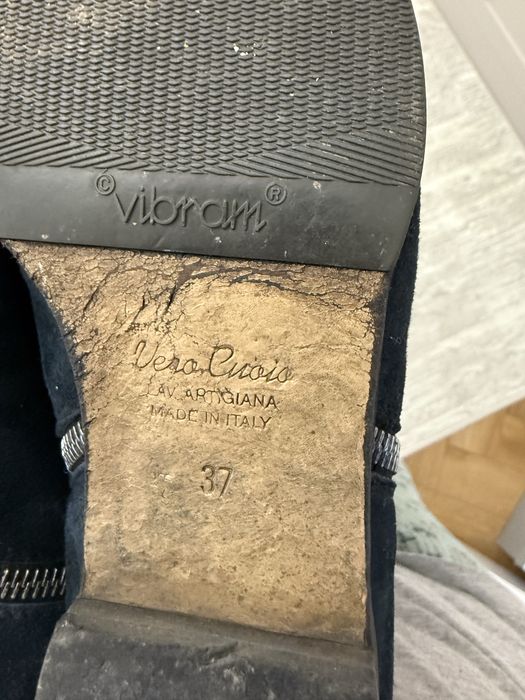 © vibram ®
Vero Cuoio
LAV. ARTIGIANA
MADE IN ITALY
37